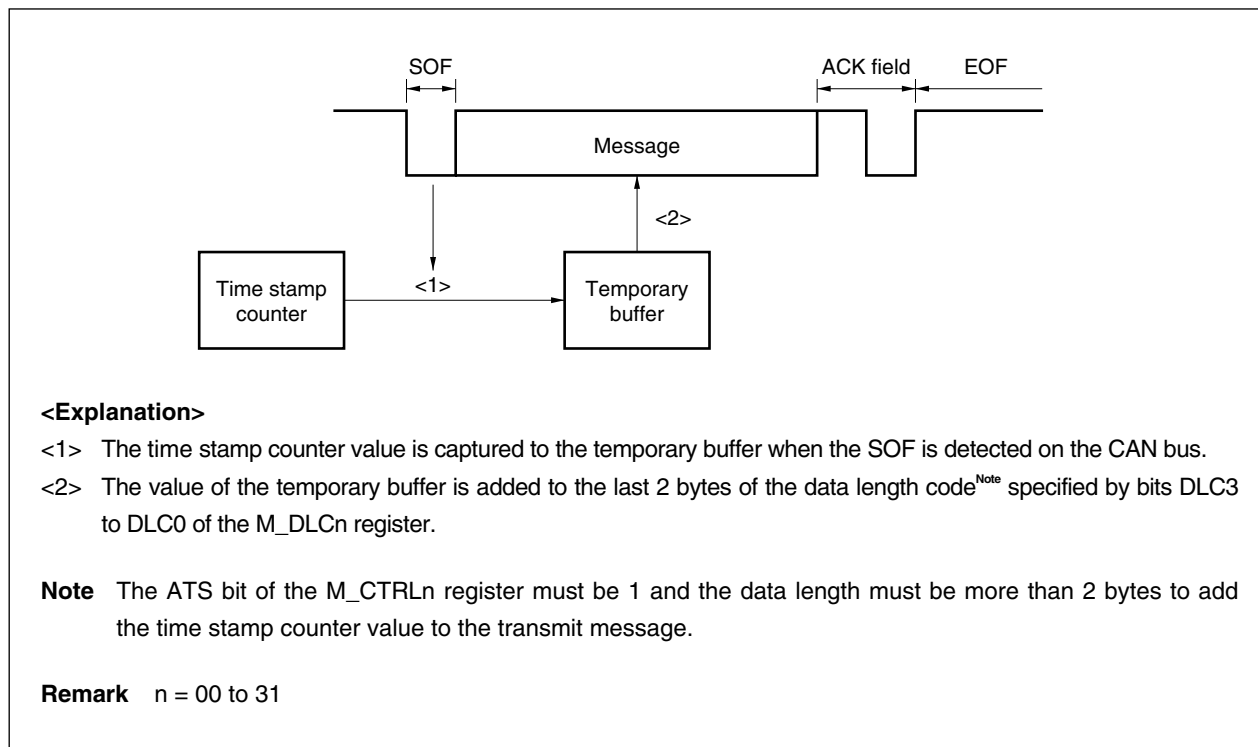 SOF
ACK field
EOF
Message
<2>
Time stamp
counter
<1>
Temporary
buffer
<Explanation>
<1> The time stamp counter value is captured to the temporary buffer when the SOF is detected on the CAN bus.
<2> The value of the temporary buffer is added to the last 2 bytes of the data length code^Note specified by bits DLC3
to DLC0 of the M_DLCn register.
Note The ATS bit of the M_CTRLn register must be 1 and the data length must be more than 2 bytes to add
the time stamp counter value to the transmit message.
Remark n = 00 to 31